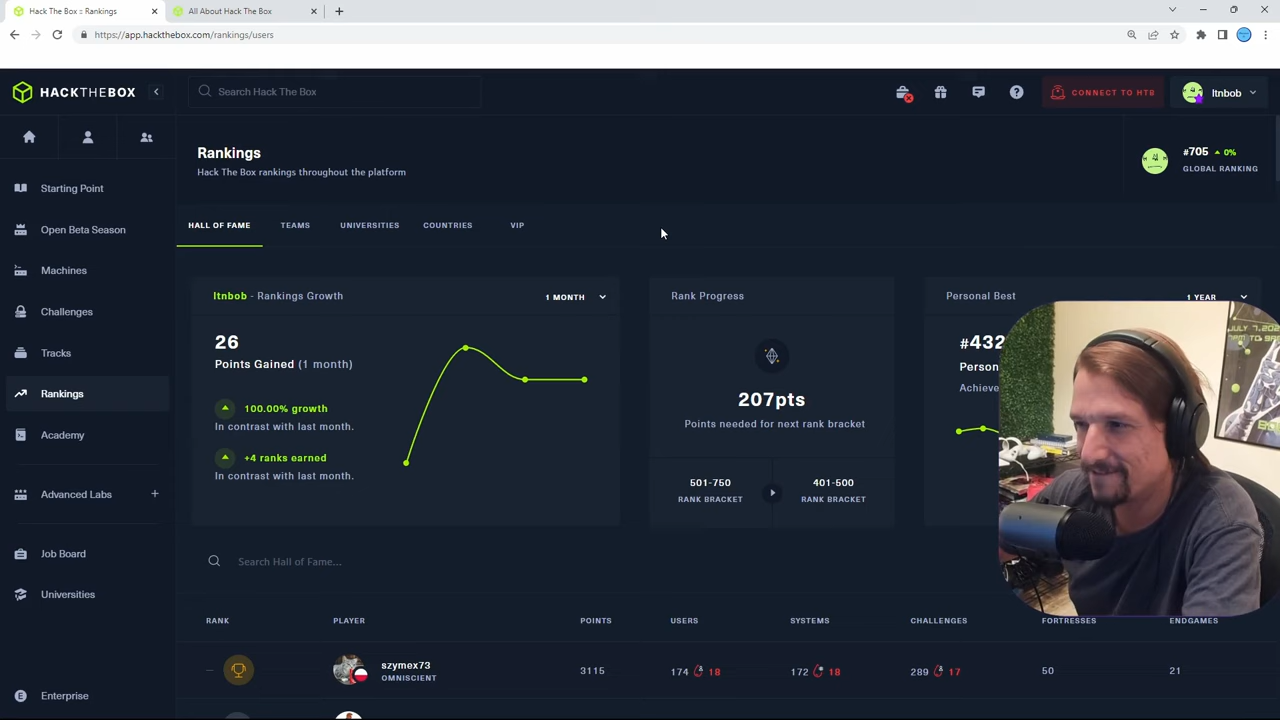 Hack The Box :: Rankings
All About Hack The Box
https://app.hackthebox.com/rankings/users
HACKTHEBOX
Search Hack The Box
CONNECT TO HTB
ltnbob
Rankings
Hack The Box rankings throughout the platform
#705 0%
GLOBAL RANKING
Starting Point
Open Beta Season
Machines
Challenges
Tracks
Rankings
Academy
Advanced Labs
Job Board
Universities
Enterprise
HALL OF FAME
TEAMS
UNIVERSITIES
COUNTRIES
VIP
ltnbob - Rankings Growth
1 MONTH
26
Points Gained (1 month)
100.00% growth
In contrast with last month.
+4 ranks earned
In contrast with last month.
Rank Progress
207pts
Points needed for next rank bracket
501-750
RANK BRACKET
401-500
RANK BRACKET
Personal Best
1 YEAR
#432
JULY 7, 202
Search Hall of Fame...
RANK PLAYER POINTS USERS SYSTEMS CHALLENGES FORTRESSES ENDGAMES
szymex73
OMNISCIENT
3115 174 18 172 18 289 17 50 21